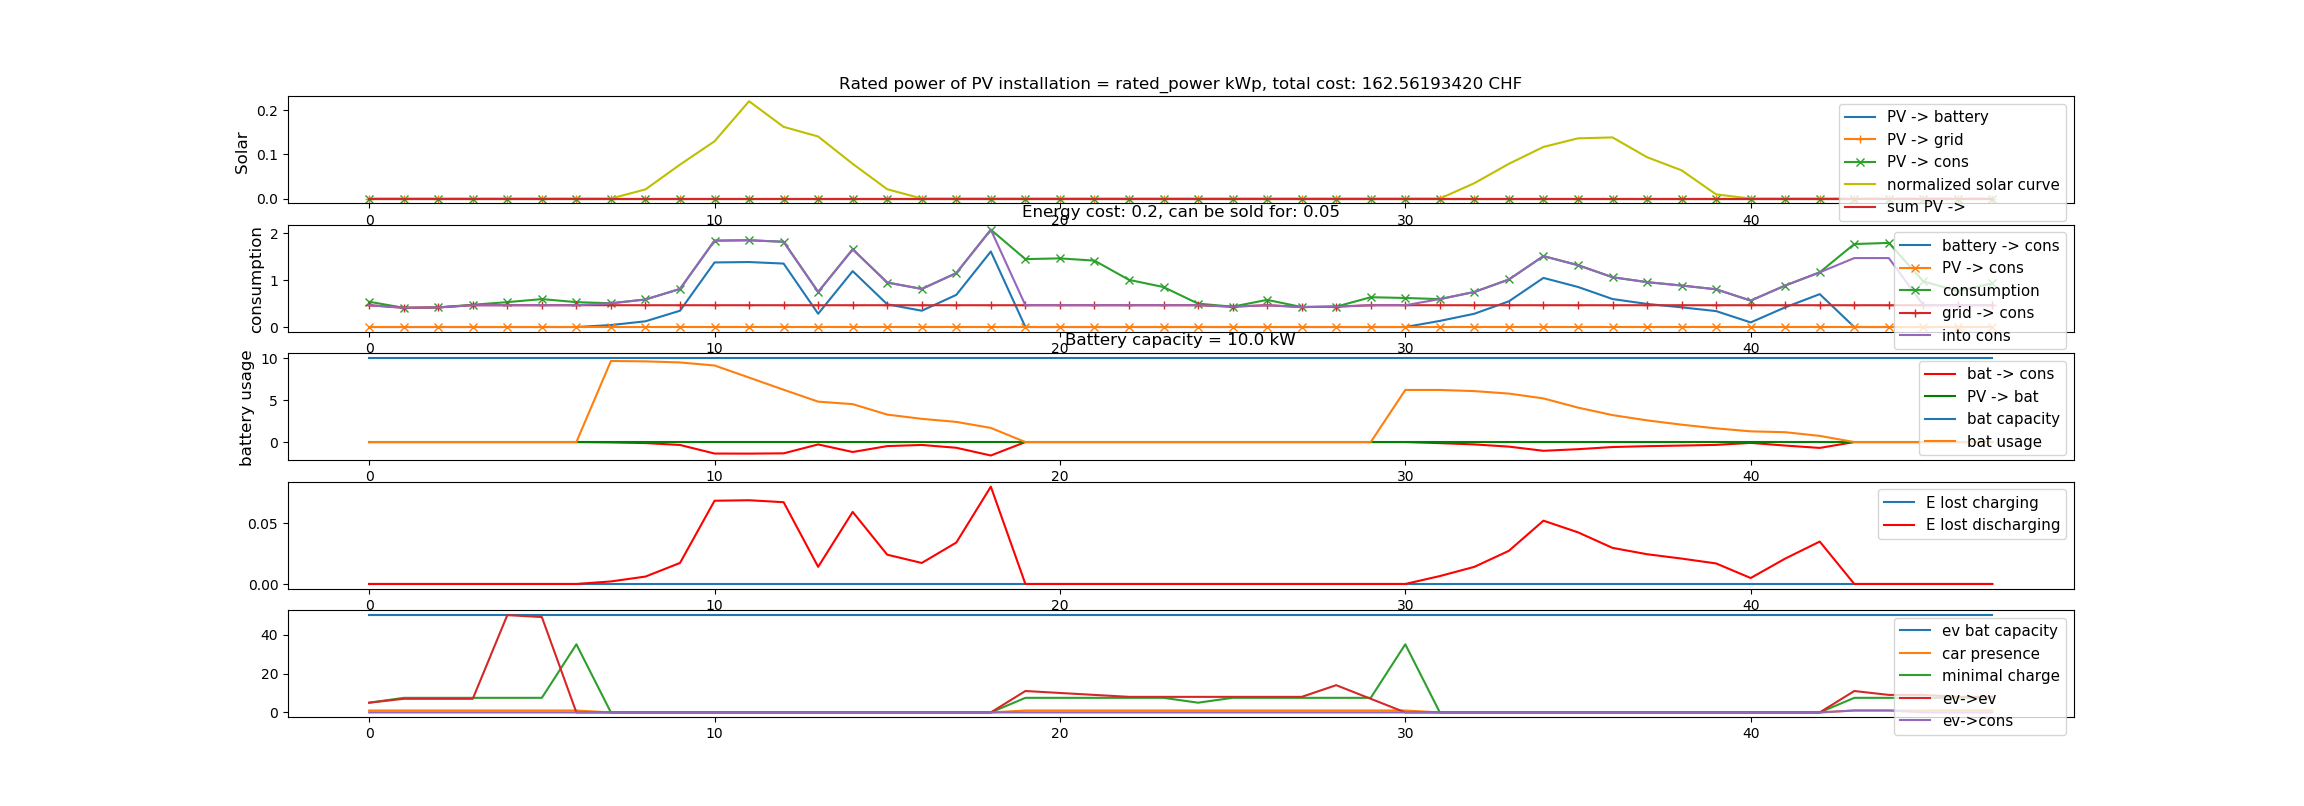 Rated power of PV installation = rated_power kWp, total cost: 162.56193420 CHF
Solar
0.2
0.1
0.0
PV -> battery
PV -> grid
PV -> cons
normalized solar curve
sum PV ->
0 10 20 30 40
Energy cost: 0.2, can be sold for: 0.05
consumption
2
1
0
battery -> cons
PV -> cons
consumption
grid -> cons
into cons
0 10 20 30 40
Battery capacity = 10.0 kW
battery usage
10
5
0
bat -> cons
PV -> bat
bat capacity
bat usage
0 10 20 30 40
0.05
0.00
E lost charging
E lost discharging
0 10 20 30 40
40
20
0
ev bat capacity
car presence
minimal charge
ev->ev
ev->cons
0 10 20 30 40